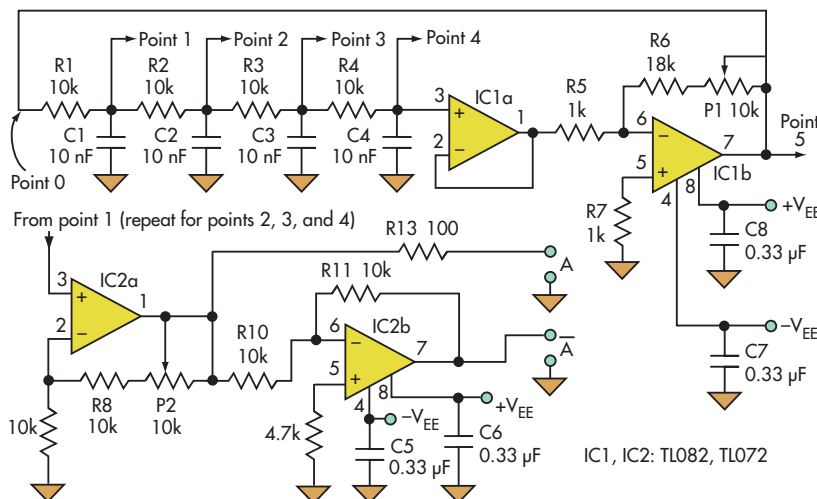 Point 1
Point 2
Point 3
Point 4
R1
10k
R2
10k
R3
10k
R4
10k
C1
10 nF
C2
10 nF
C3
10 nF
C4
10 nF
Point 0
3
+
2
−
1
IC1a
R5
1k
R6
18k
P1 10k
6
−
5
+
7
4
8
IC1b
Point
5
R7
1k
+VEE
C8
0.33 µF
−VEE
C7
0.33 µF
From point 1 (repeat for points 2, 3, and 4)
3
+
2
−
1
IC2a
R13 100
A
R11 10k
R10
10k
6
−
5
+
7
4
8
IC2b
A̅
R8
10k
P2
10k
10k
4.7k
−VEE
C5
0.33 µF
+VEE
C6
0.33 µF
IC1, IC2: TL082, TL072